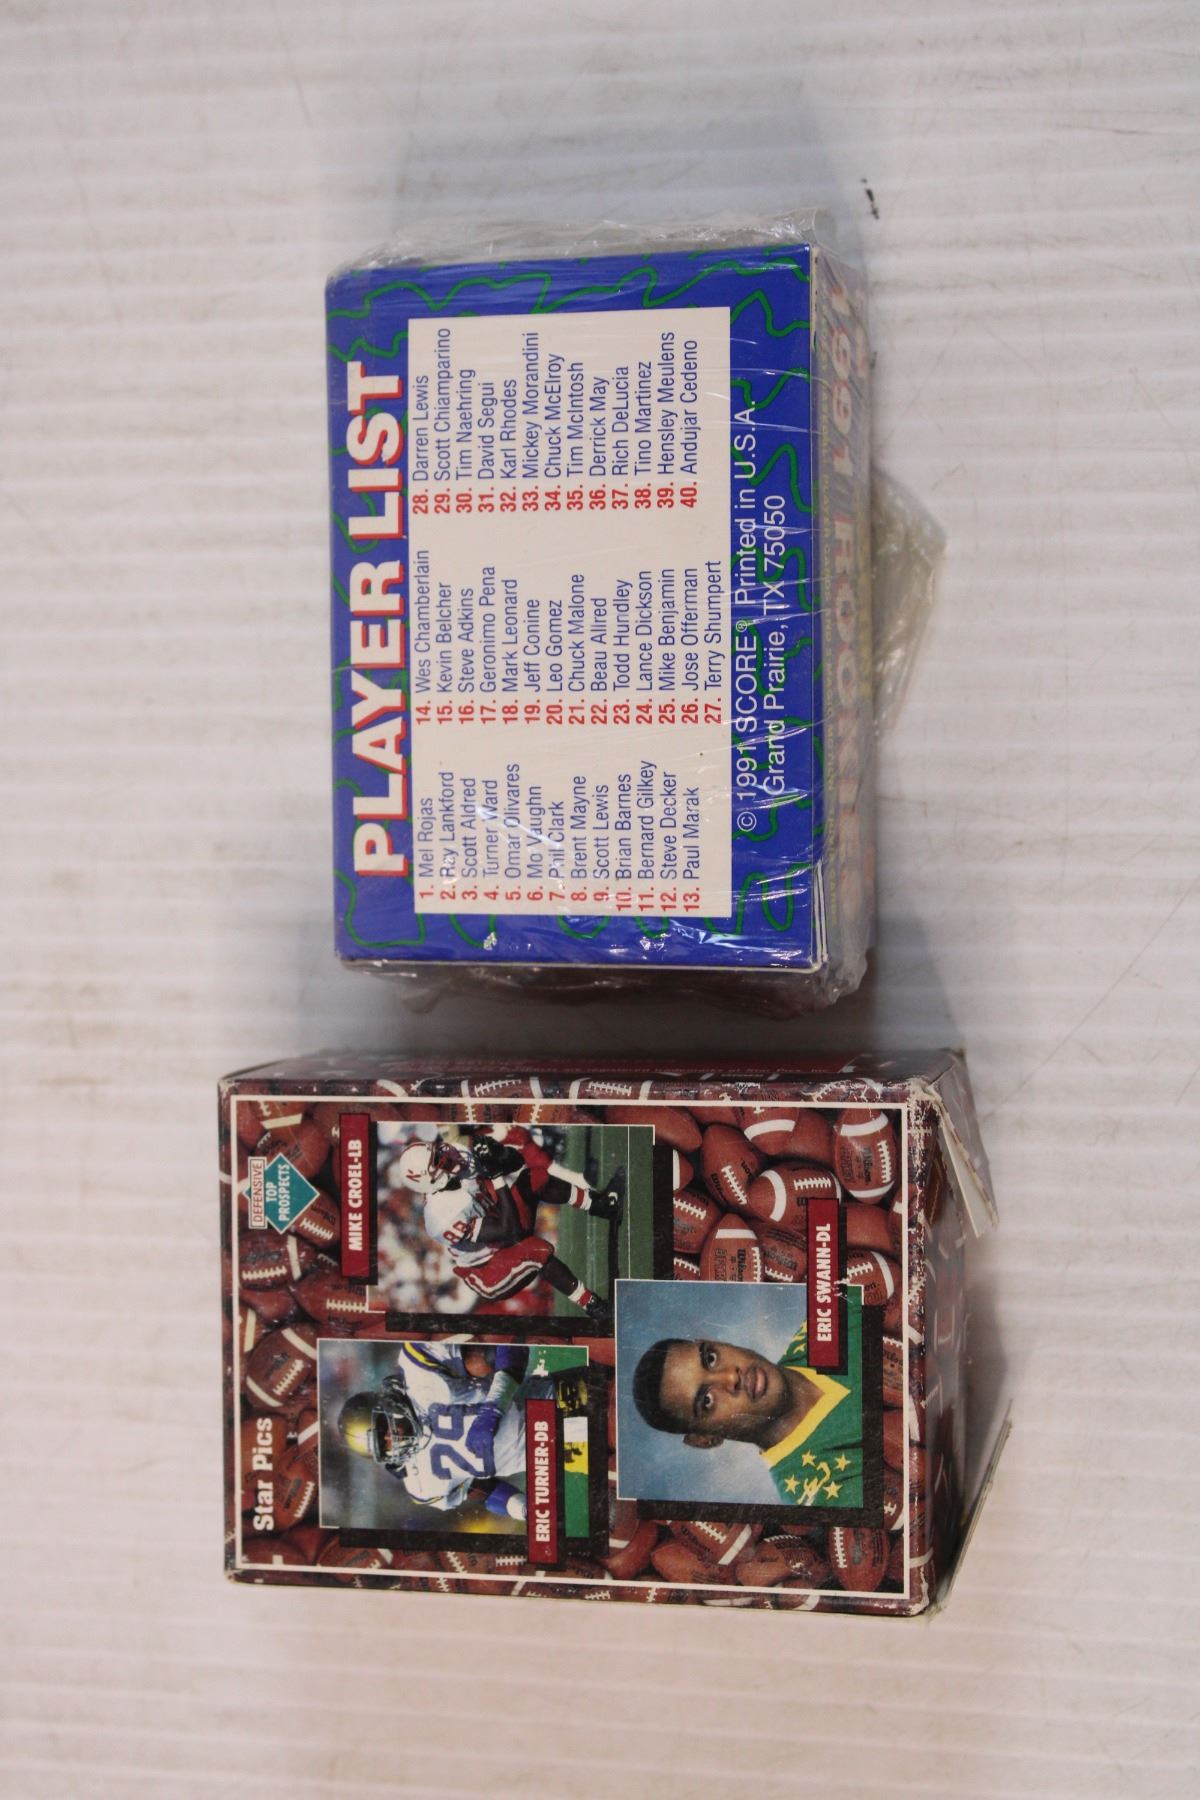 PLAYER LIST
1. Mel Rojas
2. Ray Lankford
3. Scott Aldred
4. Turner Ward
5. Omar Olivares
6. Mo Vaughn
7. Phil Clark
8. Brent Mayne
9. Scott Lewis
10. Brian Barnes
11. Bernard Gilkey
12. Steve Decker
13. Paul Marak
14. Wes Chamberlain
15. Kevin Belcher
16. Steve Adkins
17. Geronimo Pena
18. Mark Leonard
19. Jeff Conine
20. Leo Gomez
21. Chuck Malone
22. Beau Allred
23. Todd Hundley
24. Lance Dickson
25. Mike Benjamin
26. Jose Offerman
27. Terry Shumpert
28. Darren Lewis
29. Scott Chiamparino
30. Tim Naehring
31. David Segui
32. Karl Rhodes
33. Mickey Morandini
34. Chuck McElroy
35. Tim McIntosh
36. Derrick May
37. Rich DeLucia
38. Tino Martinez
39. Hensley Meulens
40. Andujar Cedeno
© 1991 SCORE® Printed in U.S.A.
Grand Prairie, TX 75050
Star Pics
DEFENSIVE
TOP
PROSPECTS
MIKE CROEL-LB
ERIC TURNER-DB
29
ERIC SWANN-DL